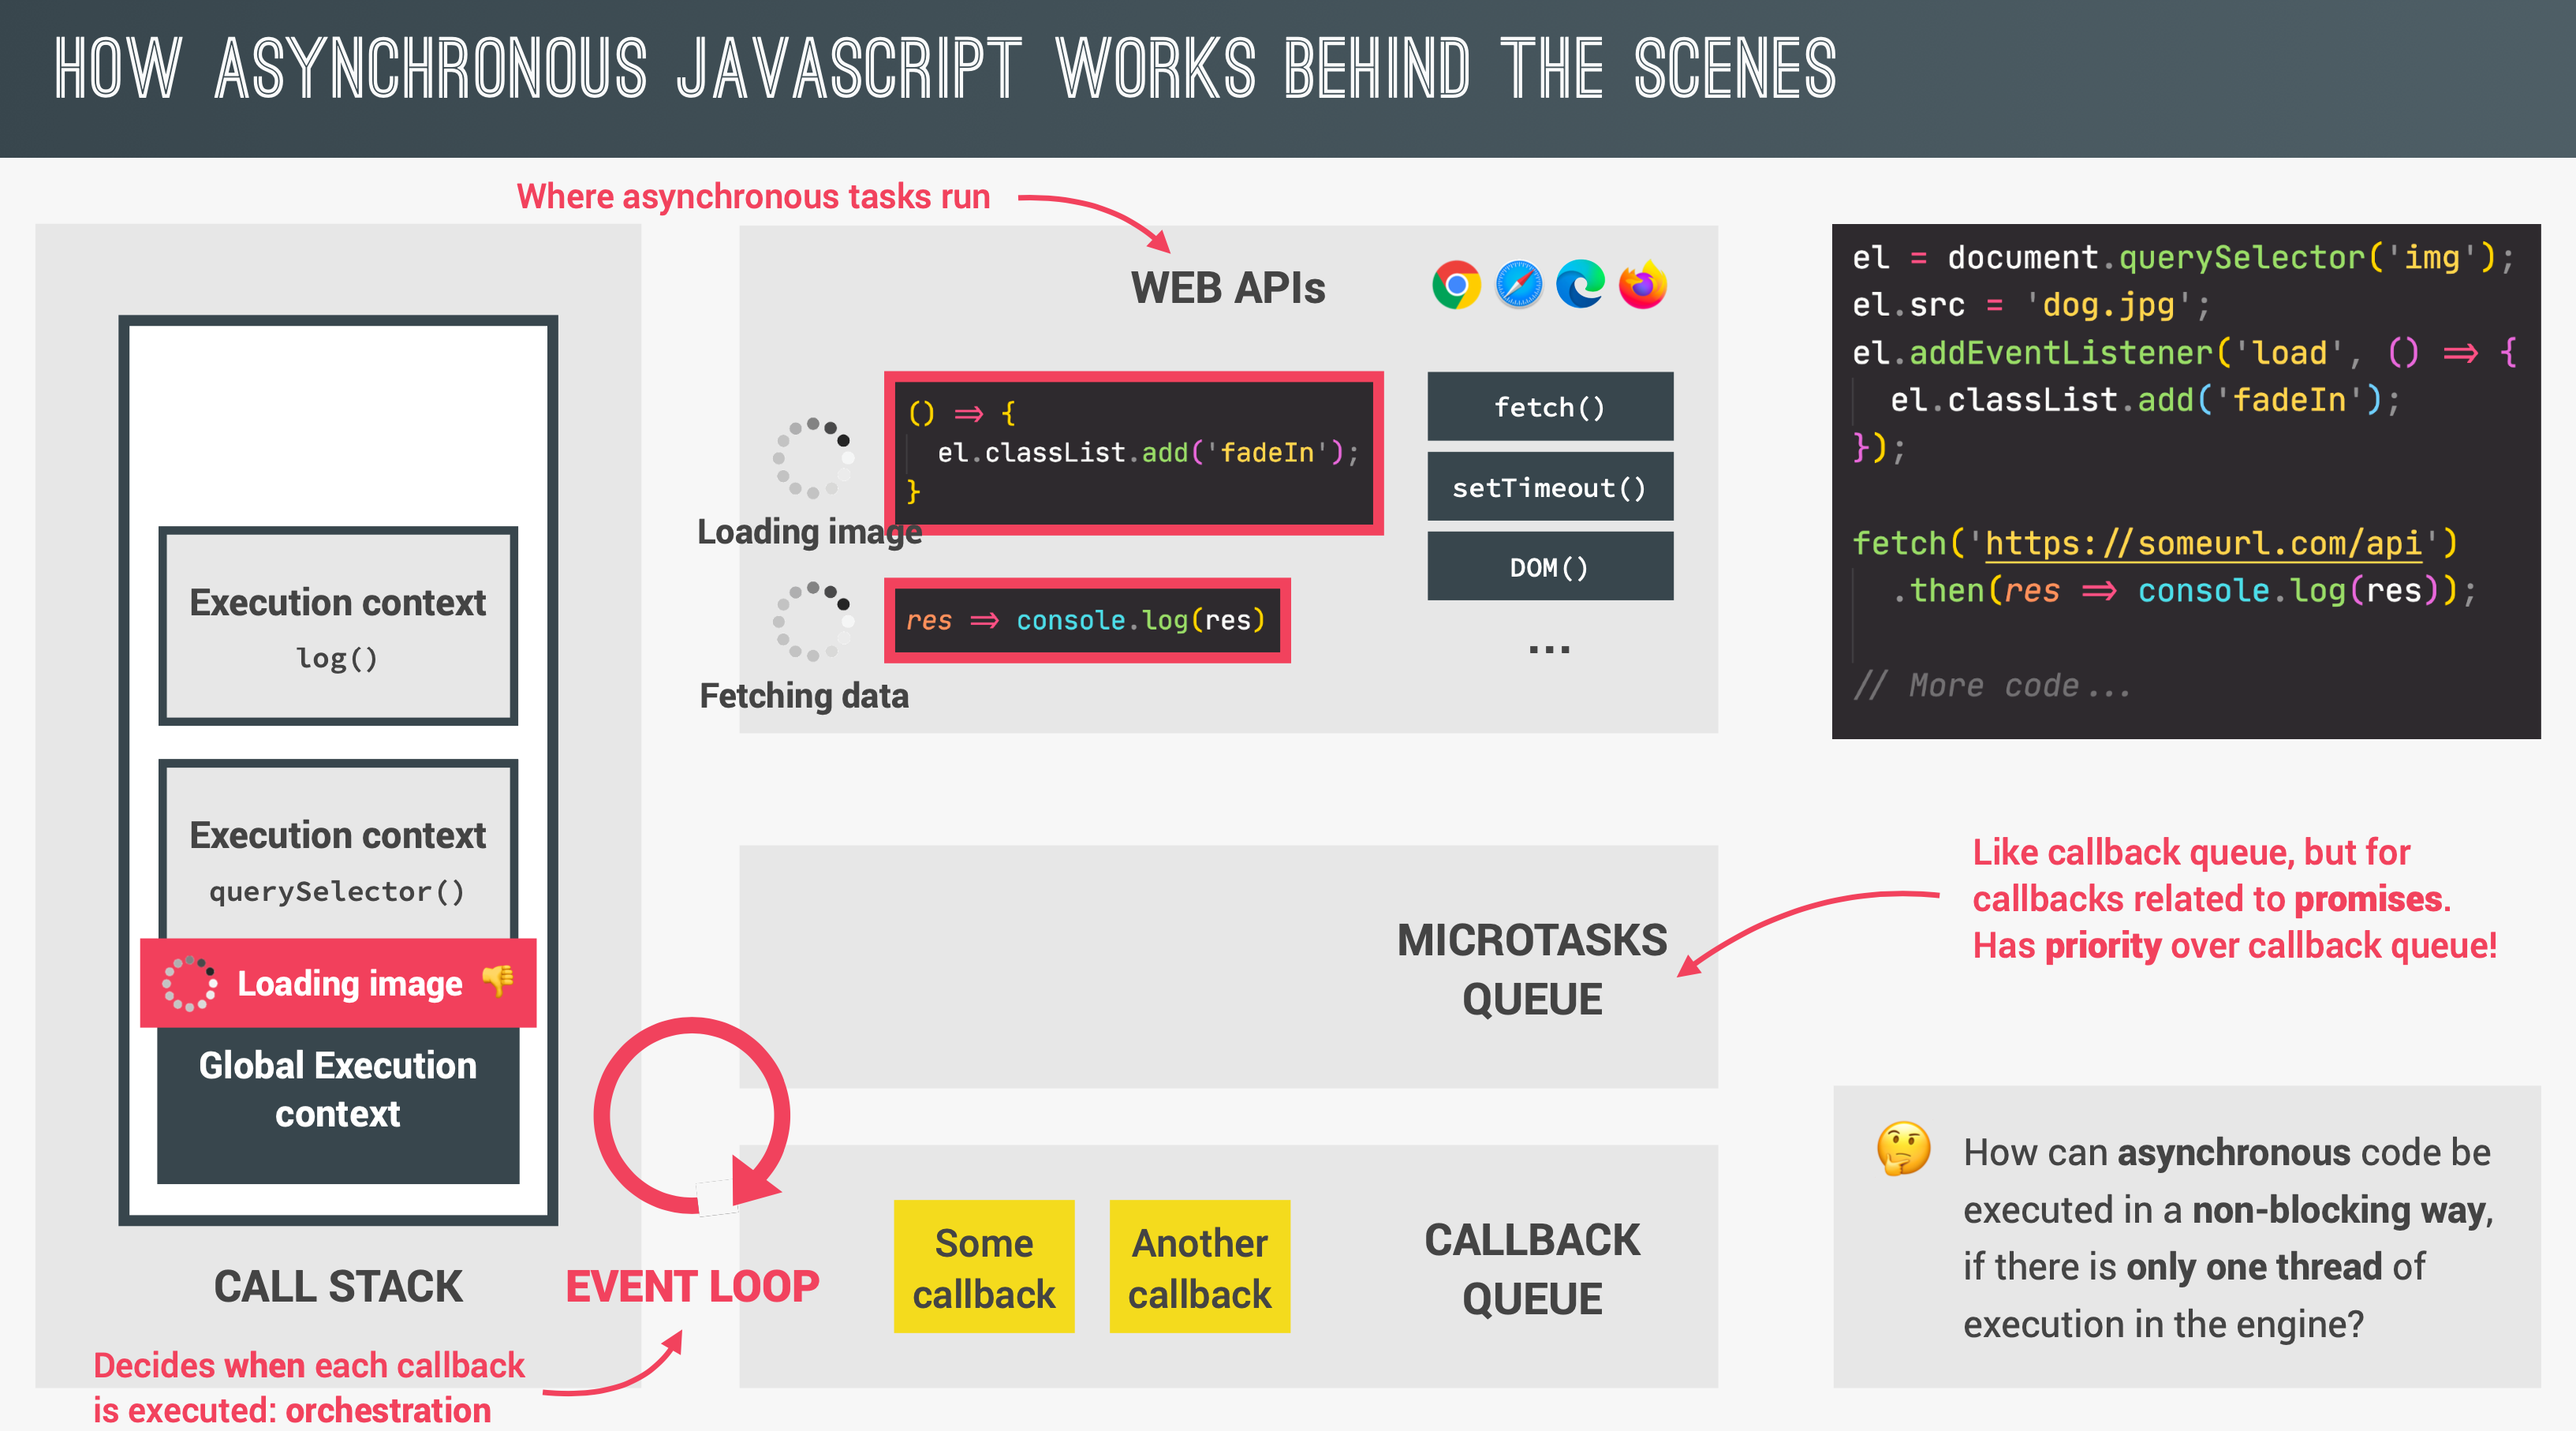 HOW ASYNCHRONOUS JAVASCRIPT WORKS BEHIND THE SCENES
Where asynchronous tasks run
WEB APIs
() => {
el.classList.add('fadeIn');
}
Loading image
res => console.log(res)
Fetching data
fetch()
setTimeout()
DOM()
...
el = document.querySelector('img');
el.src = 'dog.jpg';
el.addEventListener('load', () => {
el.classList.add('fadeIn');
});
fetch('https://someurl.com/api')
.then(res => console.log(res));
// More code...
Execution context
log()
Execution context
querySelector()
Loading image
Global Execution
context
CALL STACK
EVENT LOOP
Decides when each callback
is executed: orchestration
MICROTASKS
QUEUE
Like callback queue, but for
callbacks related to promises.
Has priority over callback queue!
Some
callback
Another
callback
CALLBACK
QUEUE
How can asynchronous code be
executed in a non-blocking way,
if there is only one thread of
execution in the engine?